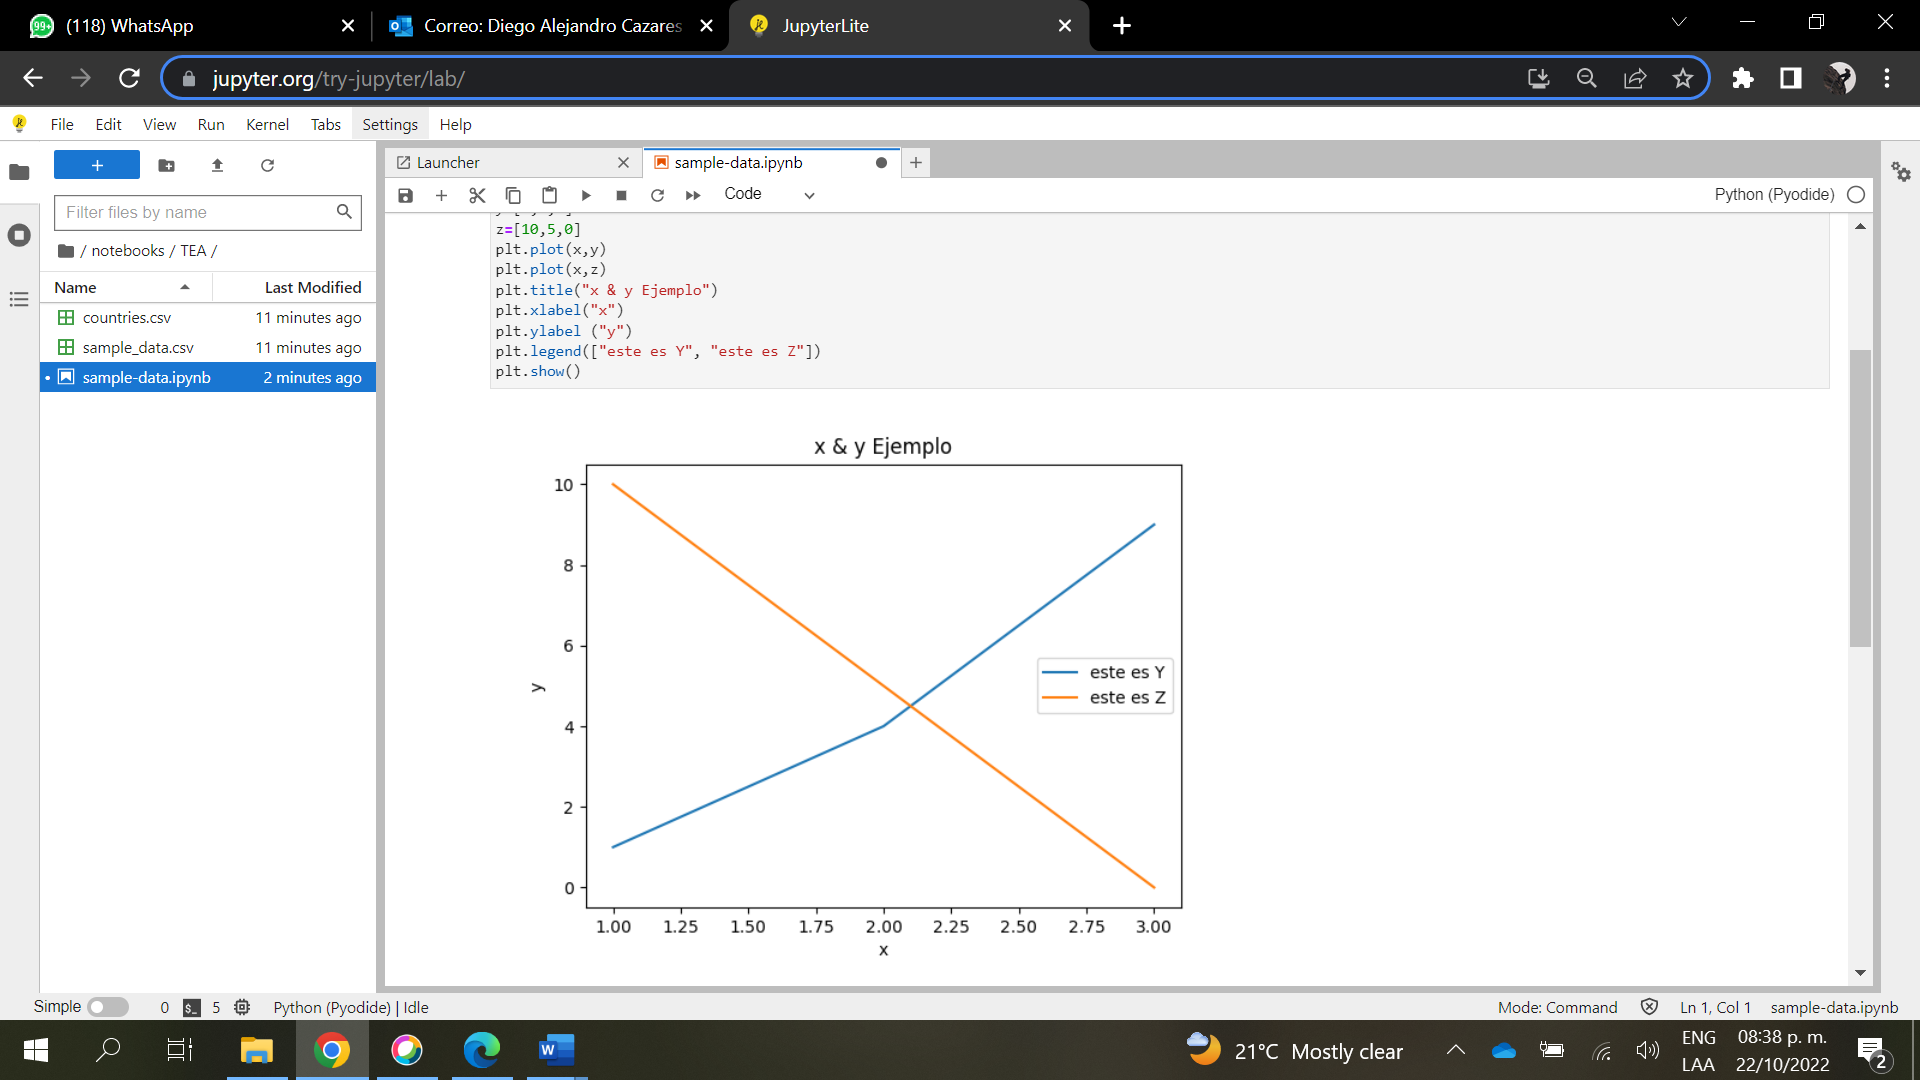 99+ (118) WhatsApp
Correo: Diego Alejandro Cazares
JupyterLite
jupyter.org/try-jupyter/lab/
File Edit View Run Kernel Tabs Settings Help
Launcher
sample-data.ipynb
Code
Python (Pyodide)
Filter files by name
/ notebooks / TEA /
Name Last Modified
countries.csv 11 minutes ago
sample_data.csv 11 minutes ago
sample-data.ipynb 2 minutes ago
z=[10,5,0]
plt.plot(x,y)
plt.plot(x,z)
plt.title("x & y Ejemplo")
plt.xlabel("x")
plt.ylabel ("y")
plt.legend(["este es Y", "este es Z"])
plt.show()
x & y Ejemplo
10
8
6
4
2
0
y
este es Y
este es Z
1.00 1.25 1.50 1.75 2.00 2.25 2.50 2.75 3.00
x
Simple 0 $_ 5 Python (Pyodide) | Idle
Mode: Command Ln 1, Col 1 sample-data.ipynb
W
21°C Mostly clear
ENG
LAA
08:38 p. m.
22/10/2022
2